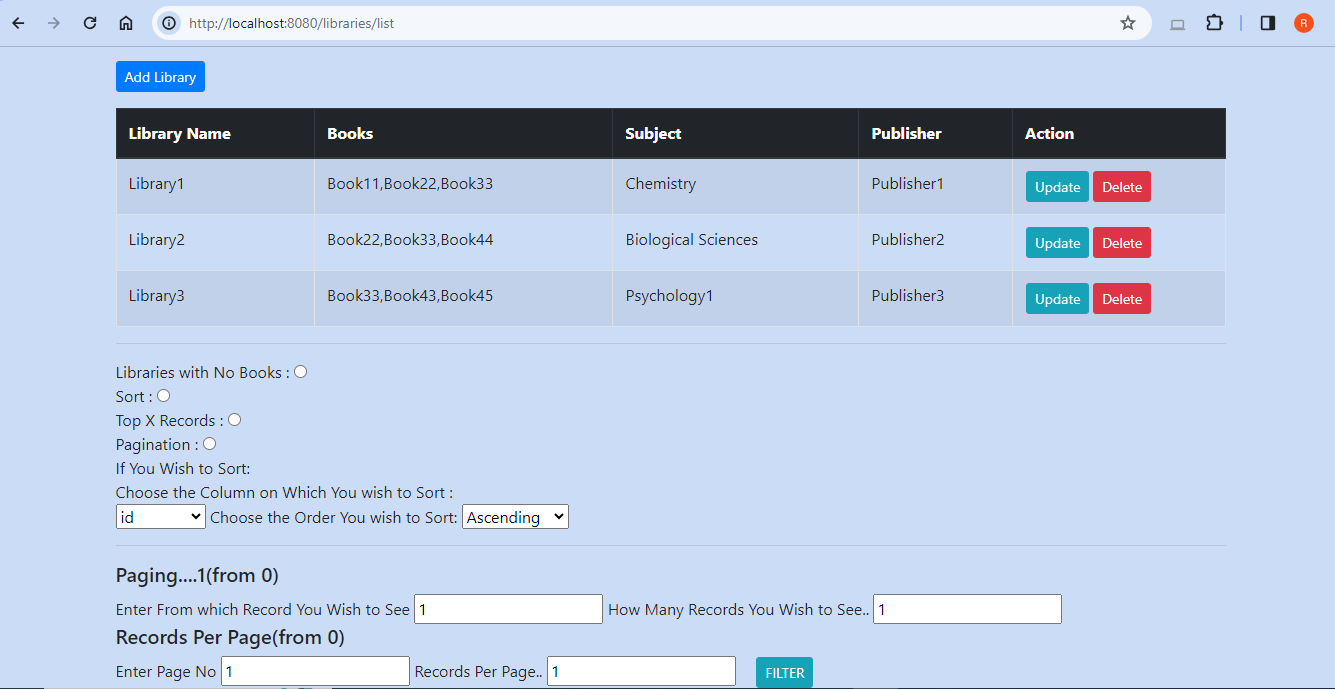 http://localhost:8080/libraries/list R
Add Library
Library Name Books Subject Publisher Action
Library1 Book11,Book22,Book33 Chemistry Publisher1 Update Delete
Library2 Book22,Book33,Book44 Biological Sciences Publisher2 Update Delete
Library3 Book33,Book43,Book45 Psychology1 Publisher3 Update Delete
Libraries with No Books :
Sort :
Top X Records :
Pagination :
If You Wish to Sort:
Choose the Column on Which You wish to Sort :
id Choose the Order You wish to Sort: Ascending
Paging....1(from 0)
Enter From which Record You Wish to See 1 How Many Records You Wish to See.. 1
Records Per Page(from 0)
Enter Page No 1 Records Per Page.. 1 FILTER